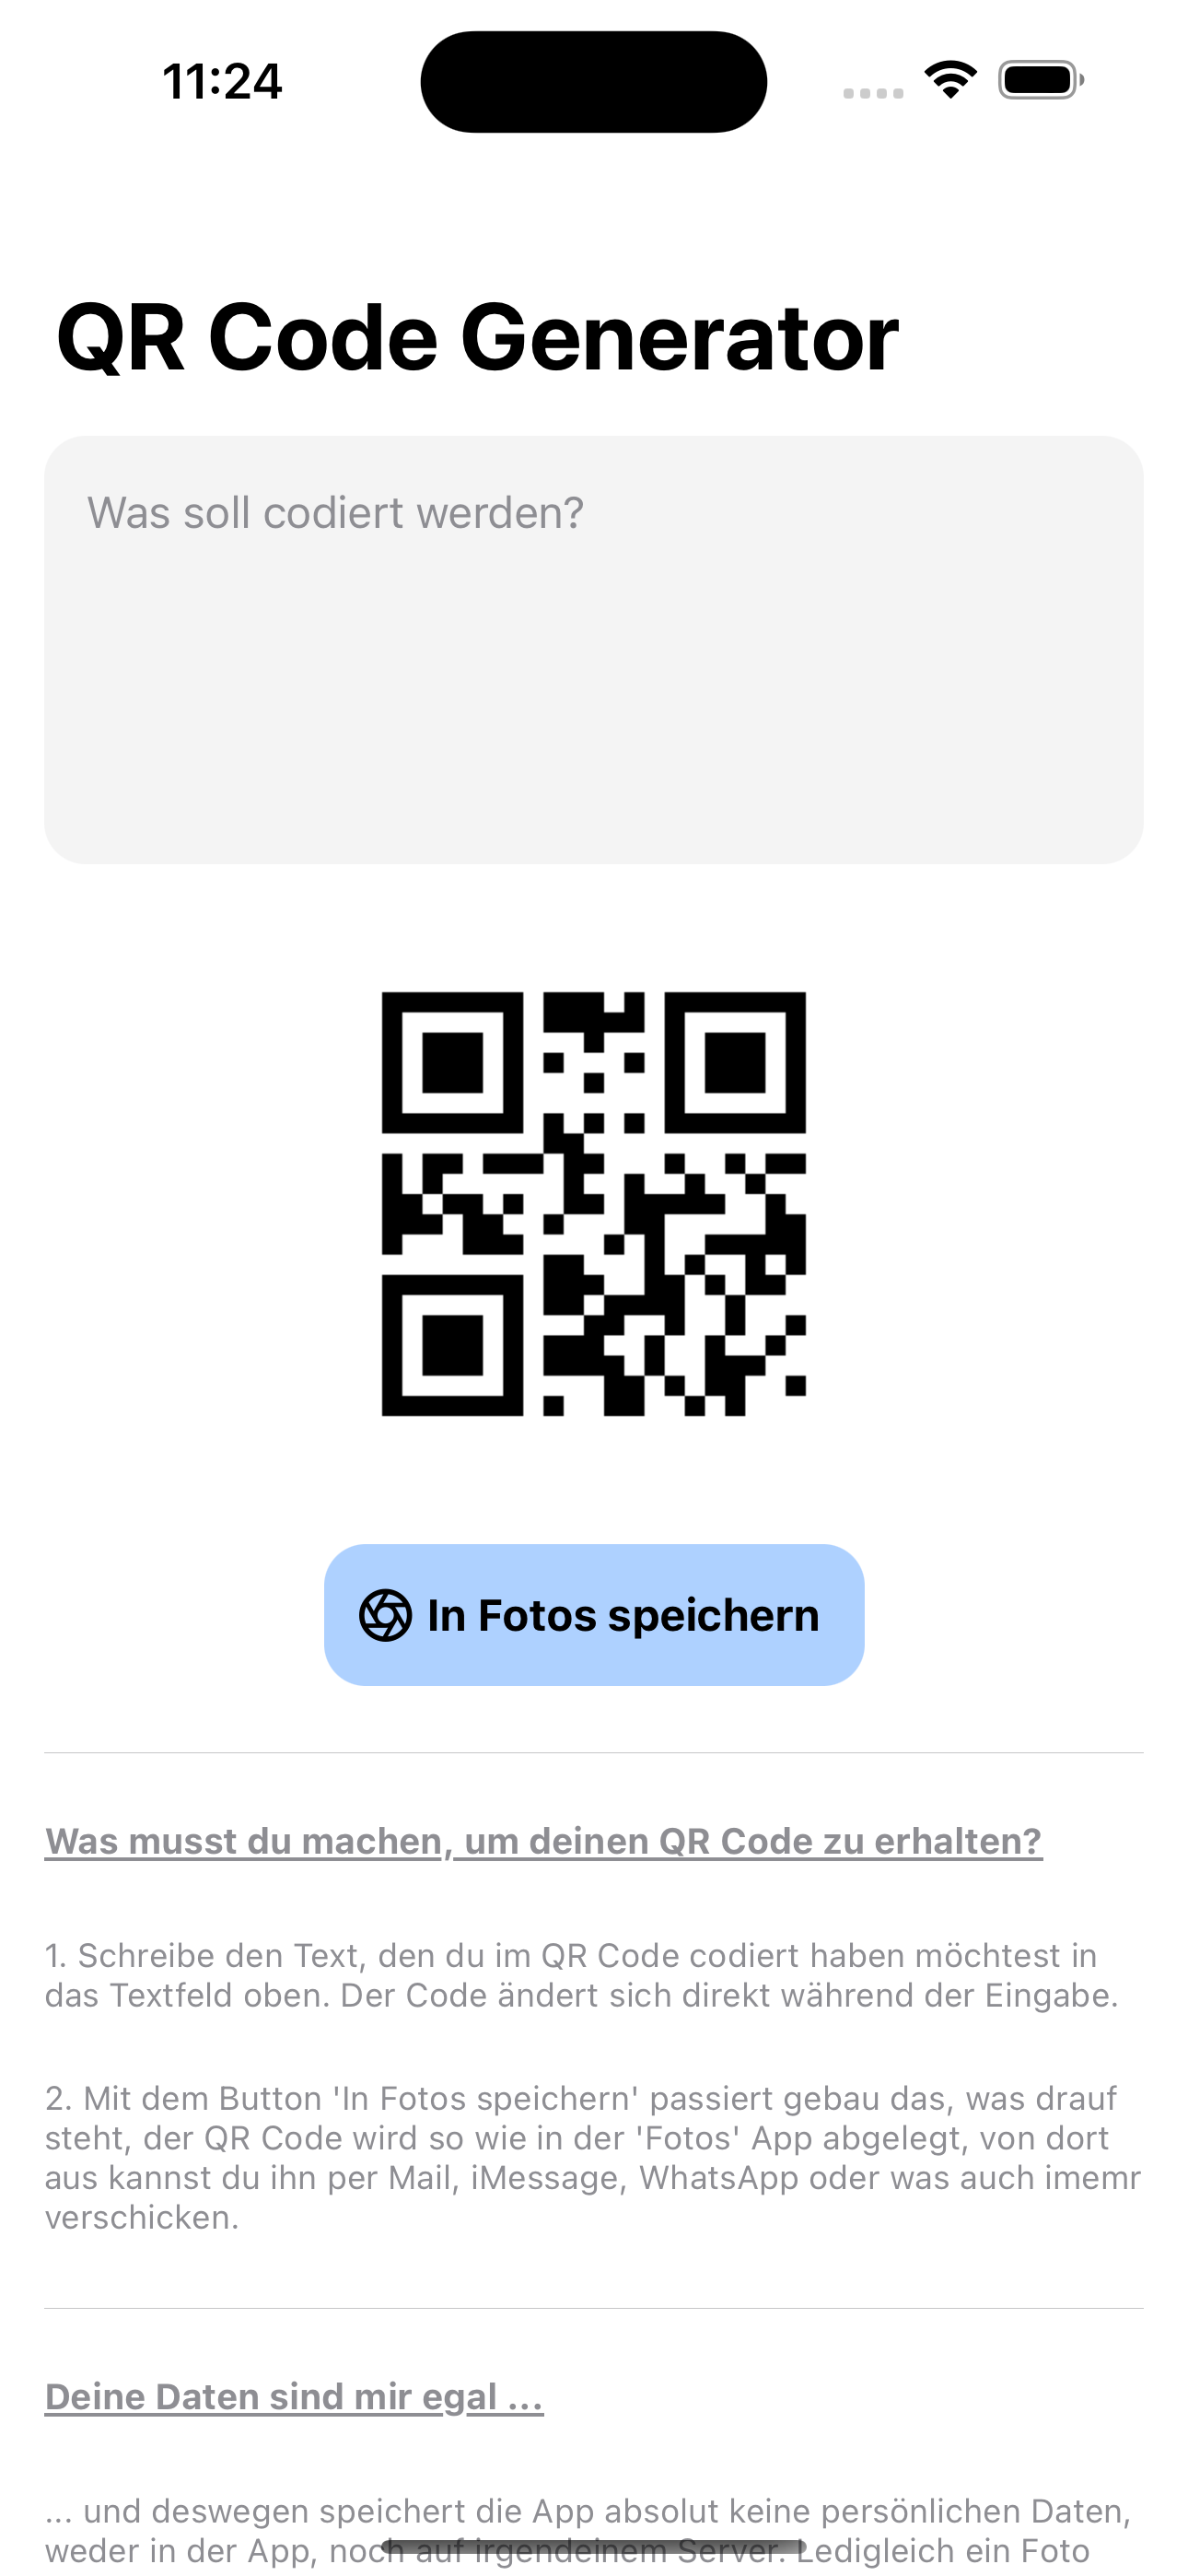 11:24
QR Code Generator
Was soll codiert werden?
In Fotos speichern
Was musst du machen, um deinen QR Code zu erhalten?
1. Schreibe den Text, den du im QR Code codiert haben möchtest in
das Textfeld oben. Der Code ändert sich direkt während der Eingabe.
2. Mit dem Button 'In Fotos speichern' passiert gebau das, was drauf
steht, der QR Code wird so wie in der 'Fotos' App abgelegt, von dort
aus kannst du ihn per Mail, iMessage, WhatsApp oder was auch imemr
verschicken.
Deine Daten sind mir egal ...
... und deswegen speichert die App absolut keine persönlichen Daten,
weder in der App, noch auf irgendeinem Server. Ledigleich ein Foto